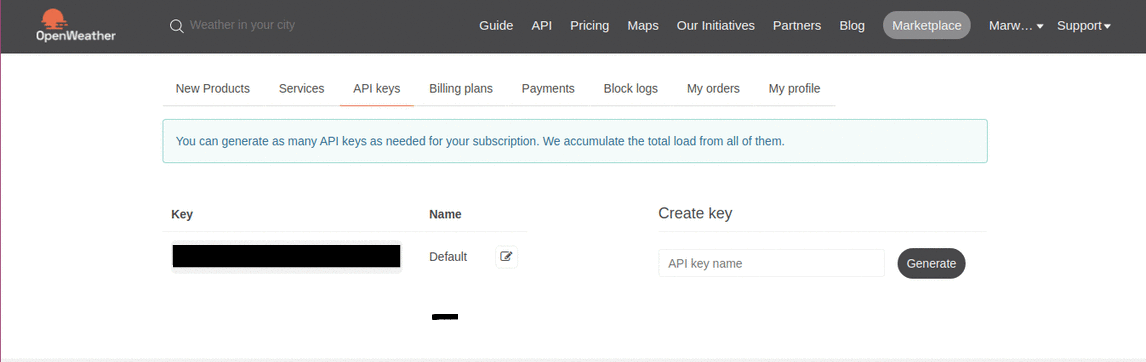 OpenWeather
Weather in your city
Guide API Pricing Maps Our Initiatives Partners Blog Marketplace Marw... Support
New Products Services API keys Billing plans Payments Block logs My orders My profile
You can generate as many API keys as needed for your subscription. We accumulate the total load from all of them.
Key Name
Default
Create key
API key name Generate